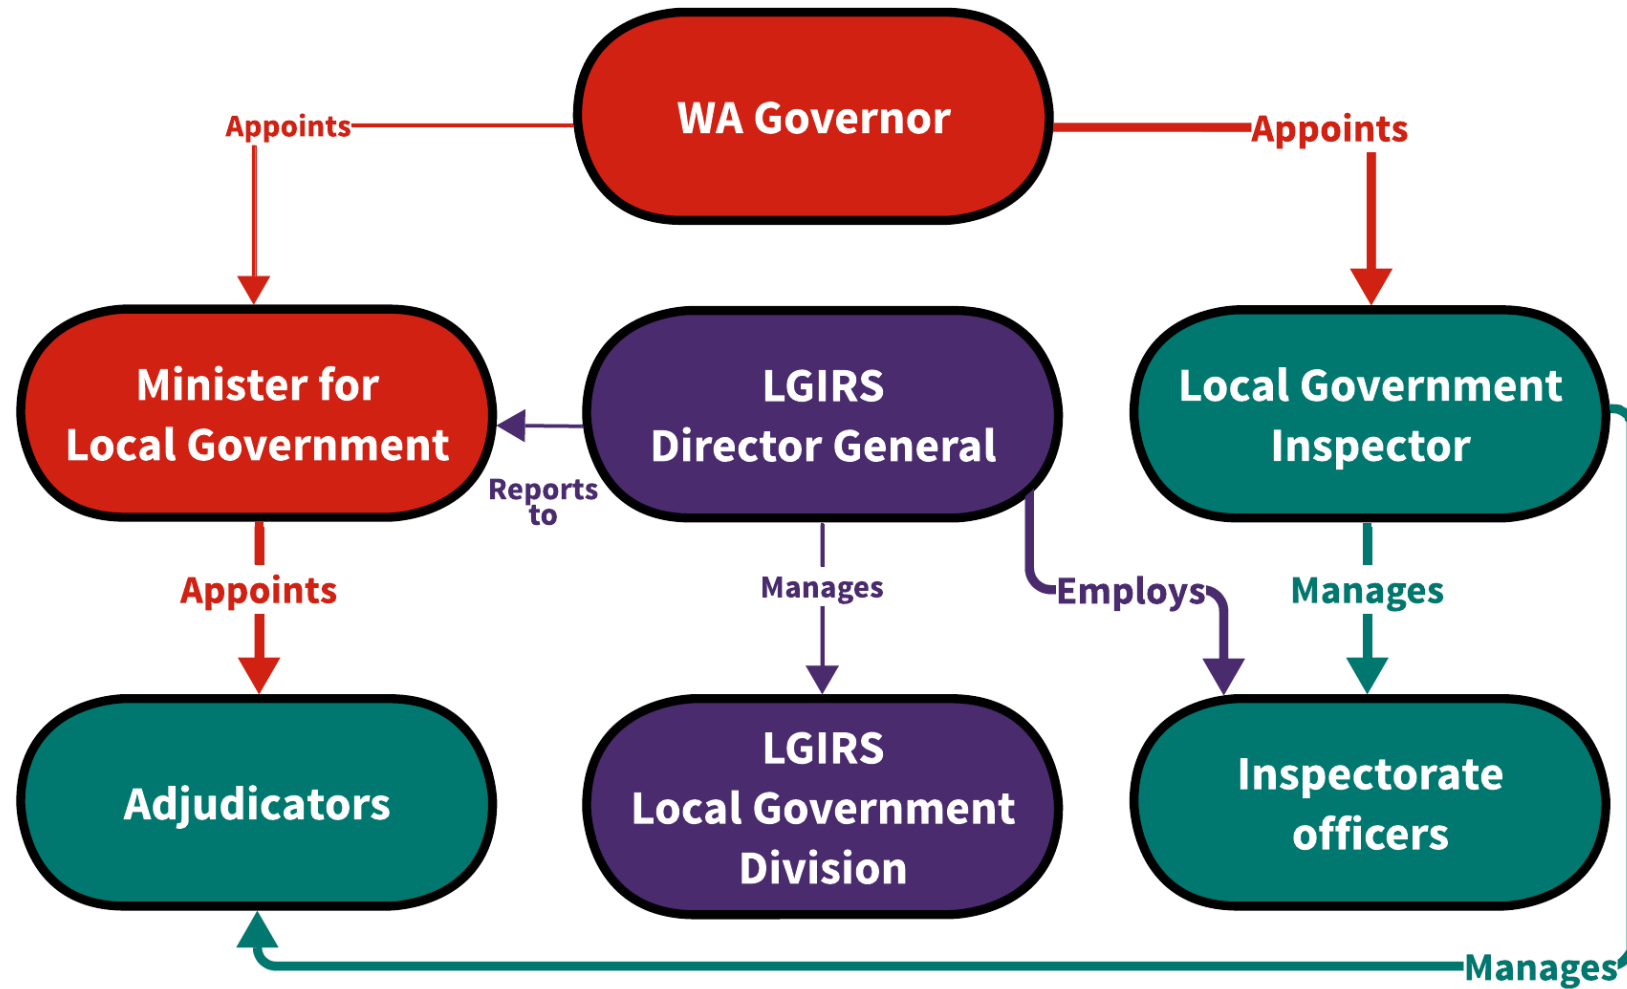 WA Governor
Appoints
Appoints
Minister for
Local Government
LGIRS
Director General
Local Government
Inspector
Reports
to
Appoints
Manages
Employs
Manages
Adjudicators
LGIRS
Local Government
Division
Inspectorate
officers
Manages